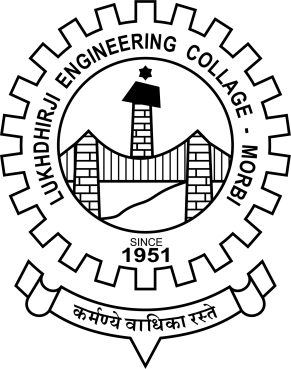 LUKHDHIRJI ENGINEERING COLLAGE - MORBI
SINCE
1951
कर्मण्ये वाधिका रस्ते